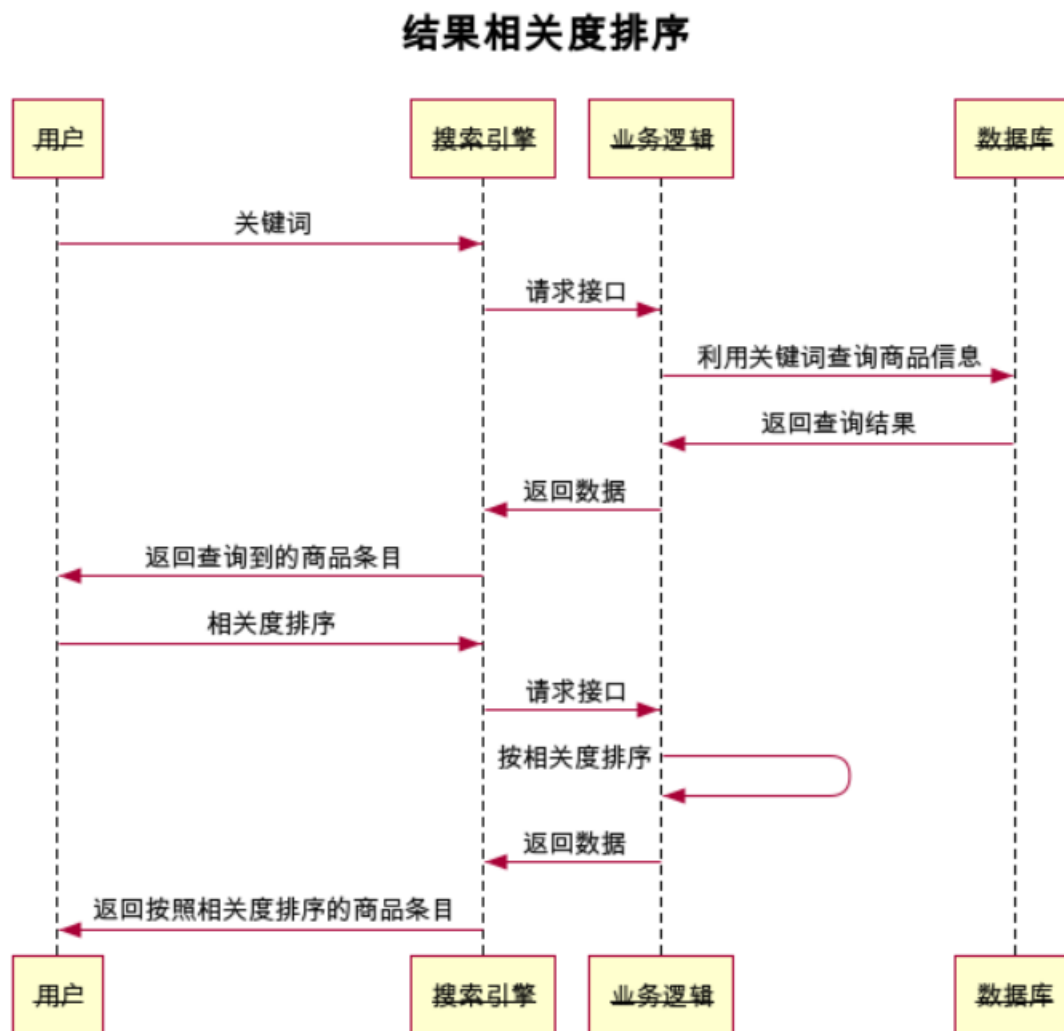 结果相关度排序
用户 搜索引擎 业务逻辑 数据库
关键词
请求接口
利用关键词查询商品信息
返回查询结果
返回数据
返回查询到的商品条目
相关度排序
请求接口
按相关度排序
返回数据
返回按照相关度排序的商品条目
用户 搜索引擎 业务逻辑 数据库